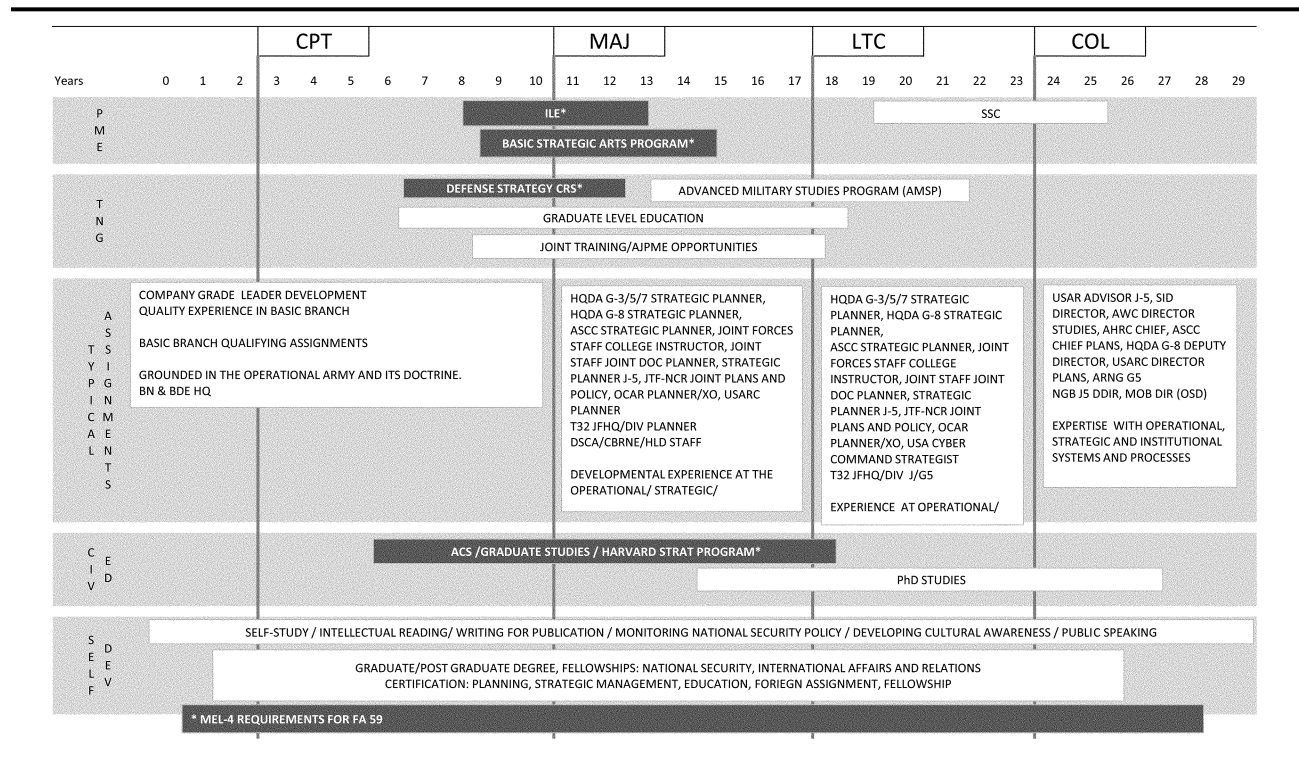 CPT
MAJ
LTC
COL
Years 0 1 2 3 4 5 6 7 8 9 10 11 12 13 14 15 16 17 18 19 20 21 22 23 24 25 26 27 28 29
PME
ILE*
SSC
BASIC STRATEGIC ARTS PROGRAM*
TNG
DEFENSE STRATEGY CRS*
ADVANCED MILITARY STUDIES PROGRAM (AMSP)
GRADUATE LEVEL EDUCATION
JOINT TRAINING/AJPME OPPORTUNITIES
TYPICAL
ASSIGNMENTS
COMPANY GRADE LEADER DEVELOPMENT
QUALITY EXPERIENCE IN BASIC BRANCH
BASIC BRANCH QUALIFYING ASSIGNMENTS
GROUNDED IN THE OPERATIONAL ARMY AND ITS DOCTRINE.
BN & BDE HQ
HQDA G-3/5/7 STRATEGIC PLANNER,
HQDA G-8 STRATEGIC PLANNER,
ASCC STRATEGIC PLANNER, JOINT FORCES
STAFF COLLEGE INSTRUCTOR, JOINT
STAFF JOINT DOC PLANNER, STRATEGIC
PLANNER J-5, JTF-NCR JOINT PLANS AND
POLICY, OCAR PLANNER/XO, USARC
PLANNER
T32 JFHQ/DIV PLANNER
DSCA/CBRNE/HLD STAFF
DEVELOPMENTAL EXPERIENCE AT THE
OPERATIONAL/ STRATEGIC/
HQDA G-3/5/7 STRATEGIC
PLANNER, HQDA G-8 STRATEGIC
PLANNER,
ASCC STRATEGIC PLANNER, JOINT
FORCES STAFF COLLEGE
INSTRUCTOR, JOINT STAFF JOINT
DOC PLANNER, STRATEGIC
PLANNER J-5, JTF-NCR JOINT
PLANS AND POLICY, OCAR
PLANNER/XO, USA CYBER
COMMAND STRATEGIST
T32 JFHQ/DIV J/G5
EXPERIENCE AT OPERATIONAL/
USAR ADVISOR J-5, SID
DIRECTOR, AWC DIRECTOR
STUDIES, AHRC CHIEF, ASCC
CHIEF PLANS, HQDA G-8 DEPUTY
DIRECTOR, USARC DIRECTOR
PLANS, ARNG G5
NGB J5 DDIR, MOB DIR (OSD)
EXPERTISE WITH OPERATIONAL,
STRATEGIC AND INSTITUTIONAL
SYSTEMS AND PROCESSES
CIV
ED
ACS /GRADUATE STUDIES / HARVARD STRAT PROGRAM*
PhD STUDIES
SELF
DEV
SELF-STUDY / INTELLECTUAL READING/ WRITING FOR PUBLICATION / MONITORING NATIONAL SECURITY POLICY / DEVELOPING CULTURAL AWARENESS / PUBLIC SPEAKING
GRADUATE/POST GRADUATE DEGREE, FELLOWSHIPS: NATIONAL SECURITY, INTERNATIONAL AFFAIRS AND RELATIONS
CERTIFICATION: PLANNING, STRATEGIC MANAGEMENT, EDUCATION, FORIEGN ASSIGNMENT, FELLOWSHIP
* MEL-4 REQUIREMENTS FOR FA 59